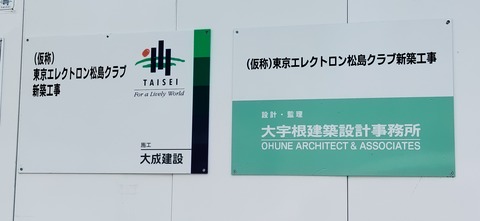 (仮称)
東京エレクトロン松島クラブ
新築工事
TAISEI
For a Lively World
施工
大成建設
(仮称)東京エレクトロン松島クラブ新築工事
設計・監理
大宇根建築設計事務所
OHUNE ARCHITECT & ASSOCIATES